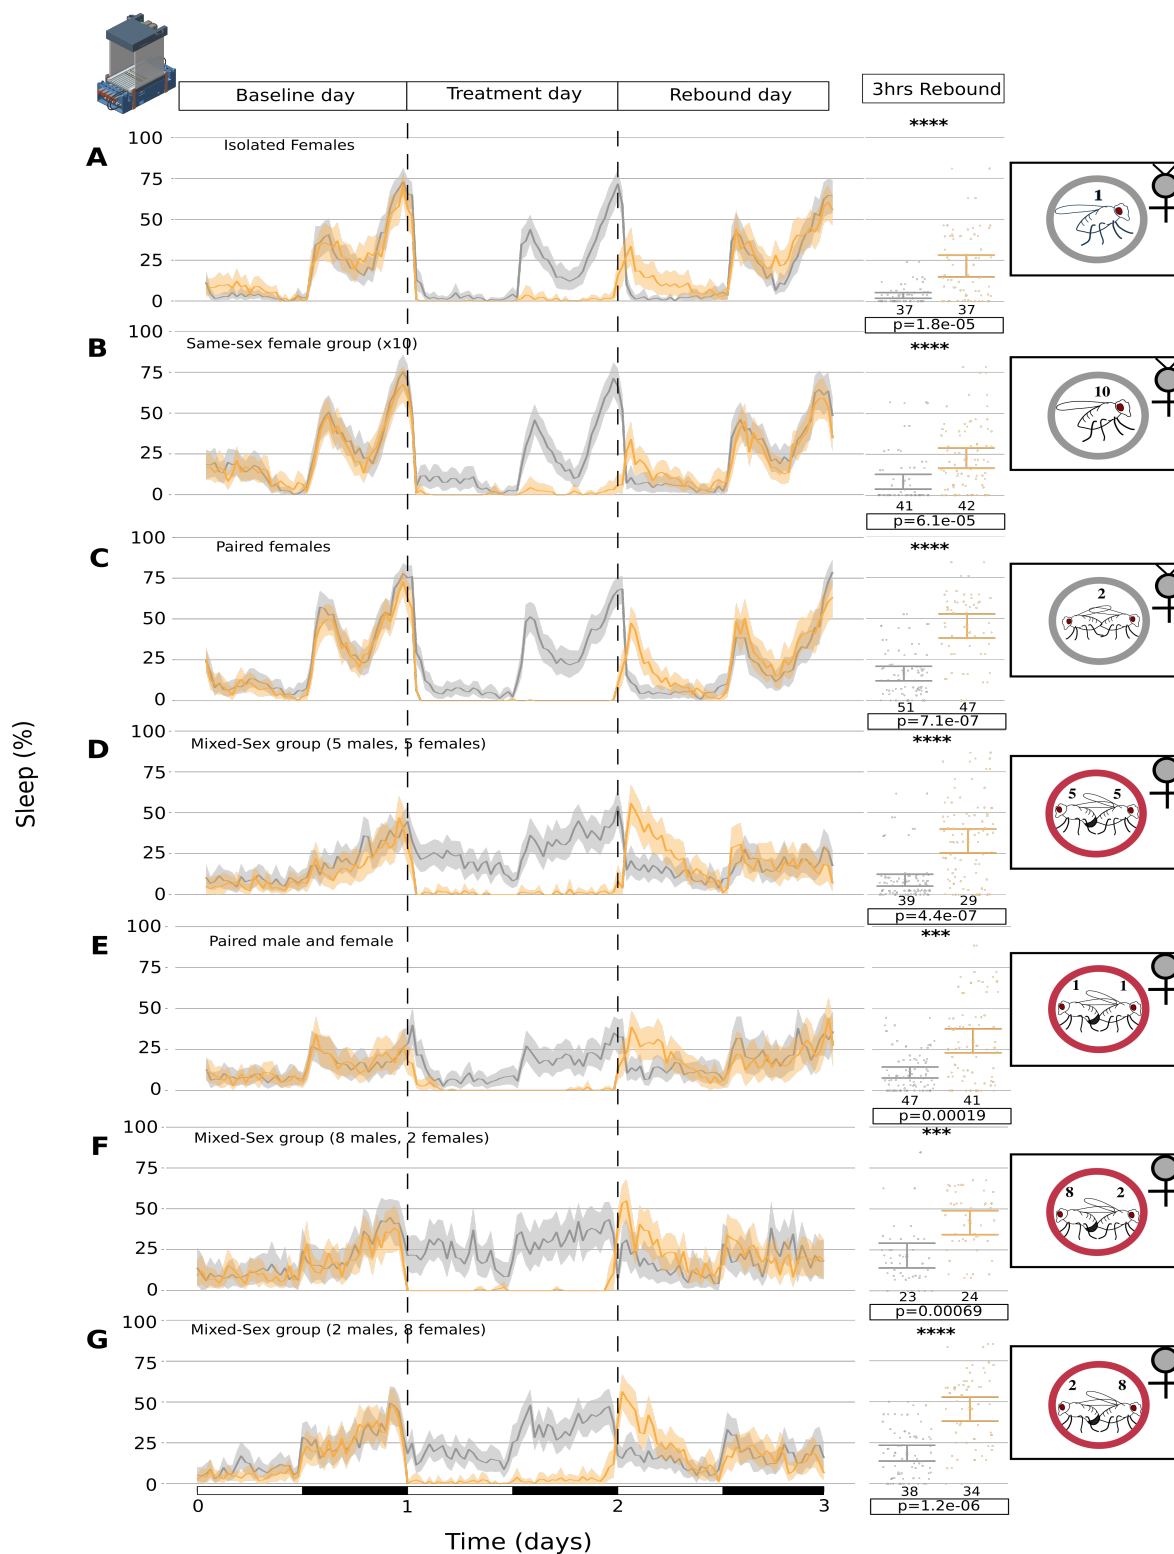 Baseline day Treatment day Rebound day 3hrs Rebound
A
Isolated Females
100
75
50
25
0
****
37 37
p=1.8e-05
1
B
Same-sex female group (x10)
100
75
50
25
0
****
41 42
p=6.1e-05
10
C
Paired females
100
75
50
25
0
****
51 47
p=7.1e-07
2
D
Mixed-Sex group (5 males, 5 females)
100
75
50
25
0
****
39 29
p=4.4e-07
5 5
E
Paired male and female
100
75
50
25
0
***
47 41
p=0.00019
1 1
F
Mixed-Sex group (8 males, 2 females)
100
75
50
25
0
***
23 24
p=0.00069
8 2
G
Mixed-Sex group (2 males, 8 females)
100
75
50
25
0
****
38 34
p=1.2e-06
2 8
Sleep (%)
0 1 2 3
Time (days)